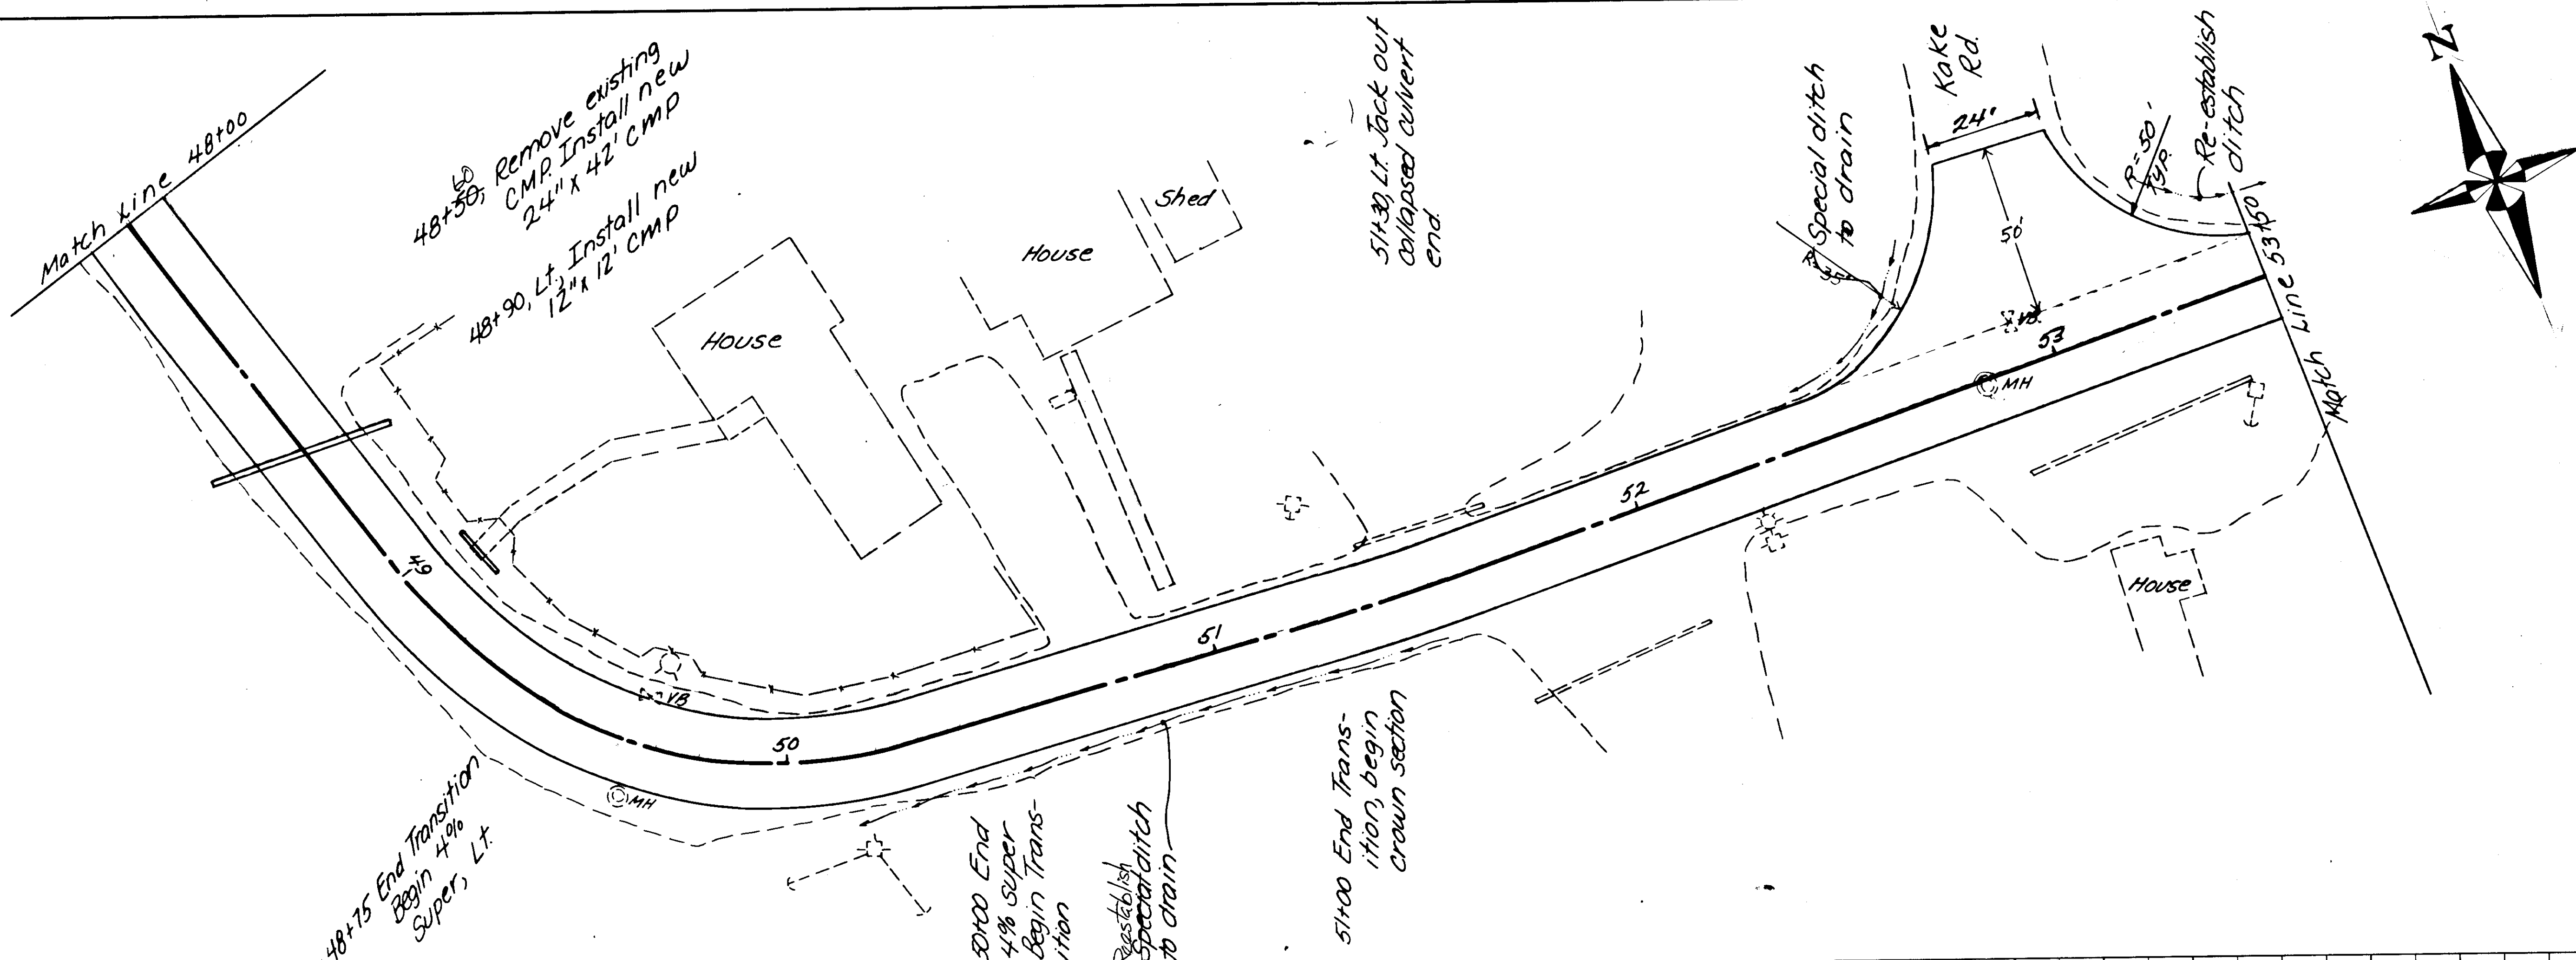 Match Line 48+00
60
48+50, Remove existing
CMP. Install new
24" x 42' CMP
48+90, Lt., Install new
12" x 12' CMP
House
House
Shed
51+30, Lt. Jack out
collapsed culvert
end.
Special ditch
to drain
Kake
Rd.
24'
50'
R=50'
TYP.
Re-establish
ditch
N
Match Line 53+50
VB
53
MH
52
51
50
49
VB
MH
House
48+75 End Transition
Begin 4%
Super, Lt.
50+00 End
4% super
Begin Trans-
ition
Reestablish
Special ditch
to drain
51+00 End Trans-
ition, begin
crown section